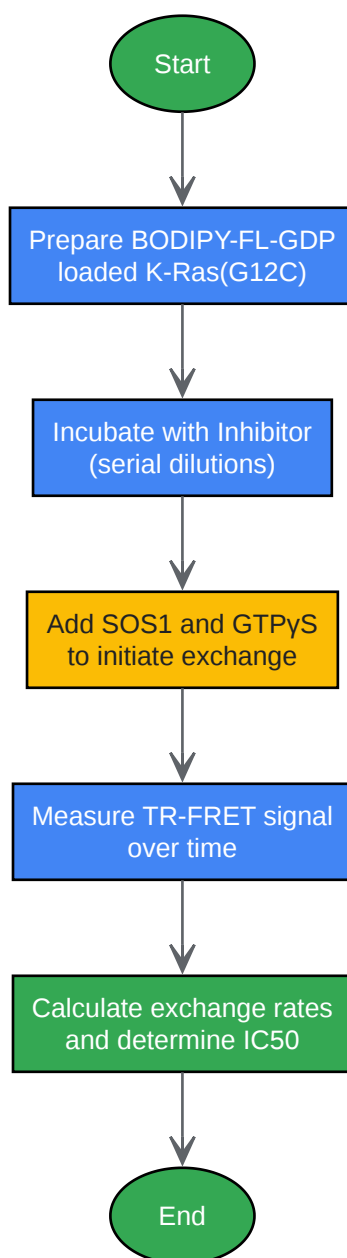 Start
Prepare BODIPY-FL-GDP
loaded K-Ras(G12C)
Incubate with Inhibitor
(serial dilutions)
Add SOS1 and GTPγS
to initiate exchange
Measure TR-FRET signal
over time
Calculate exchange rates
and determine IC50
End